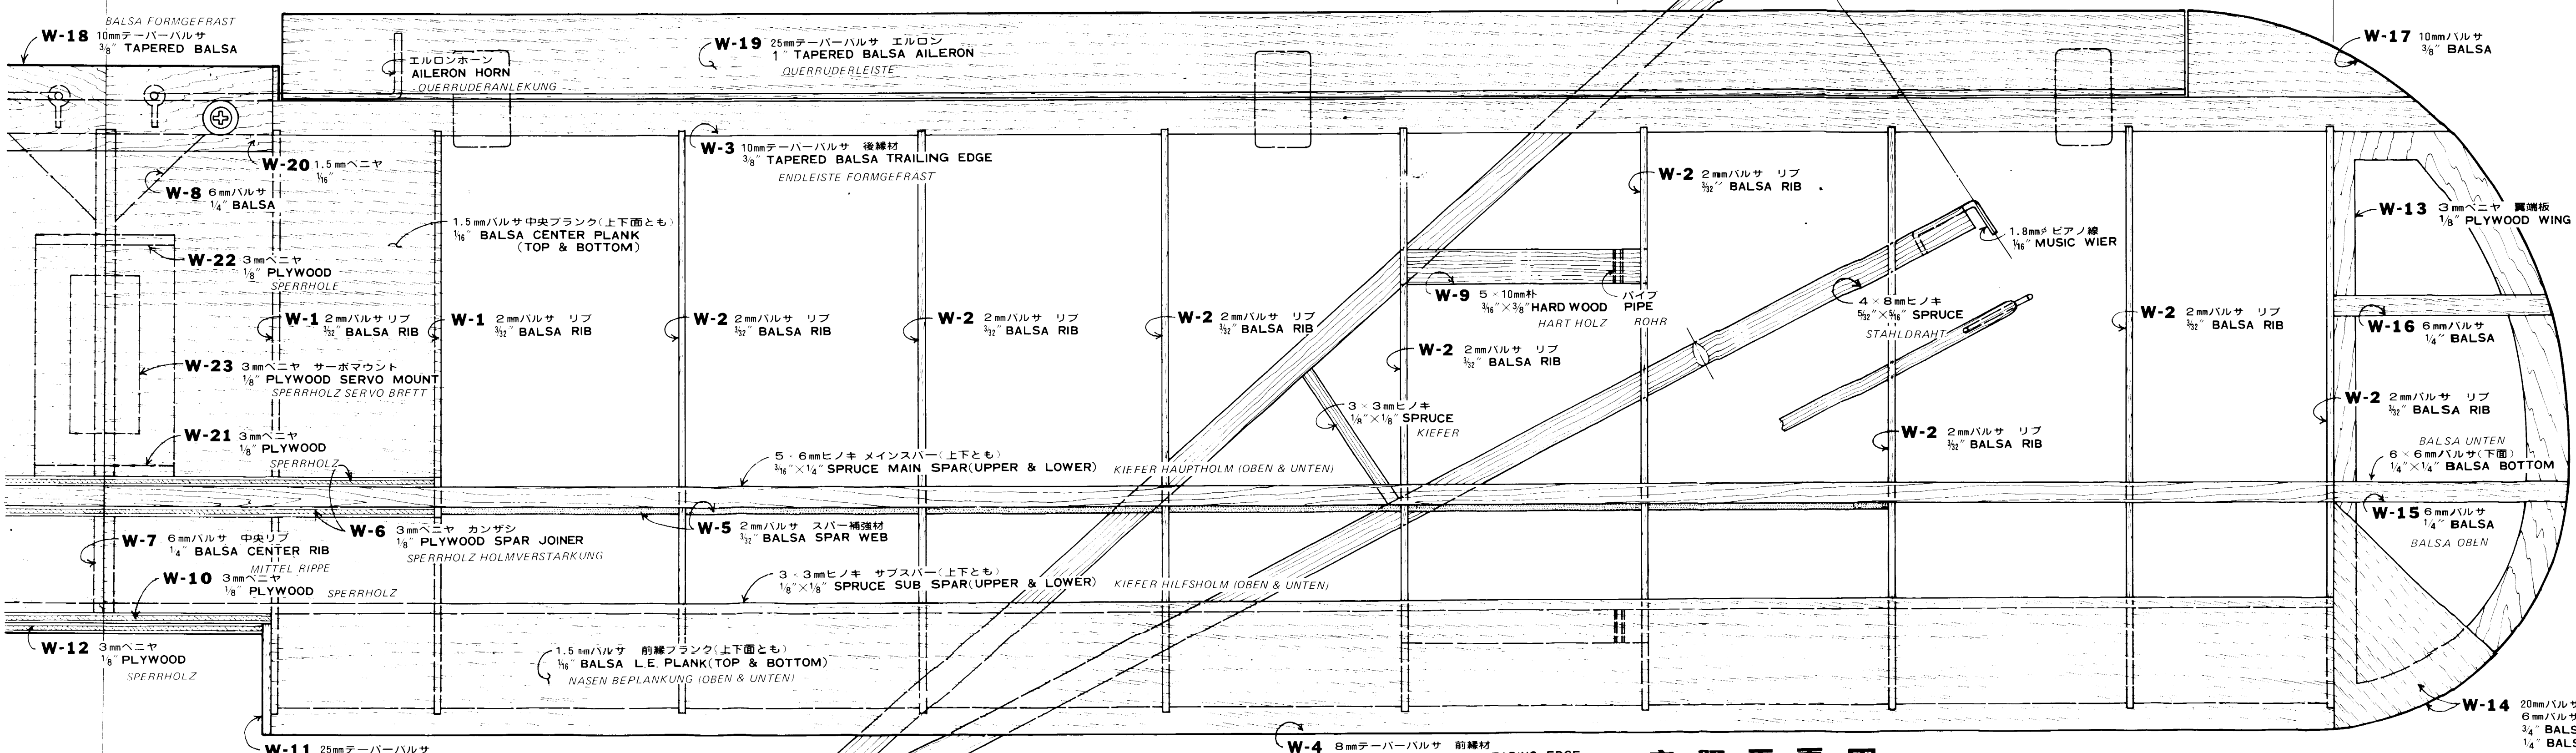 BALSA FORMGEFRAST
W-18 10mmテーパーバルサ
3/8" TAPERED BALSA
エルロンホーン
AILERON HORN
QUERRUDERANLEKUNG
W-19 25mmテーパーバルサ エルロン
1" TAPERED BALSA AILERON
QUERRUDERLEISTE
W-17 10mmバルサ
3/8" BALSA
W-20 1.5mmベニヤ
1/16"
W-8 6mmバルサ
1/4" BALSA
W-3 10mmテーパーバルサ 後縁材
3/8" TAPERED BALSA TRAILING EDGE
ENDLEISTE FORMGEFRAST
W-2 2mmバルサ リブ
3/32" BALSA RIB
W-13 3mmベニヤ 翼端板
1/8" PLYWOOD WING
1.5mmバルサ中央プランク(上下面とも)
1/16" BALSA CENTER PLANK
(TOP & BOTTOM)
1.8mmφ ピアノ線
1/16" MUSIC WIER
W-22 3mmベニヤ
1/8" PLYWOOD
SPERRHOLE
W-9 5×10mm朴
3/16"×3/8" HARD WOOD
HART HOLZ
パイプ
PIPE
ROHR
4×8mmヒノキ
5/32"×5/16" SPRUCE
STAHLDRAHT
W-1 2mmバルサ リブ
3/32" BALSA RIB
W-1 2mmバルサ リブ
3/32" BALSA RIB
W-2 2mmバルサ リブ
3/32" BALSA RIB
W-2 2mmバルサ リブ
3/32" BALSA RIB
W-2 2mmバルサ リブ
3/32" BALSA RIB
W-2 2mmバルサ リブ
3/32" BALSA RIB
W-2 2mmバルサ リブ
3/32" BALSA RIB
W-16 6mmバルサ
1/4" BALSA
W-23 3mmベニヤ サーボマウント
1/8" PLYWOOD SERVO MOUNT
SPERRHOLZ SERVO BRETT
3×3mmヒノキ
1/8"×1/8" SPRUCE
KIEFER
W-2 2mmバルサ リブ
3/32" BALSA RIB
W-2 2mmバルサ リブ
3/32" BALSA RIB
W-21 3mmベニヤ
1/8" PLYWOOD
SPERRHOLZ
BALSA UNTEN
6×6mmバルサ(下面)
1/4"×1/4" BALSA BOTTOM
5×6mmヒノキ メインスパー(上下とも)
3/16"×1/4" SPRUCE MAIN SPAR(UPPER & LOWER) KIEFER HAUPTHOLM (OBEN & UNTEN)
W-7 6mmバルサ 中央リブ
1/4" BALSA CENTER RIB
MITTEL RIPPE
W-6 3mmベニヤ カンザシ
1/8" PLYWOOD SPAR JOINER
SPERRHOLZ HOLMVERSTARKUNG
W-5 2mmバルサ スパー補強材
3/32" BALSA SPAR WEB
W-15 6mmバルサ
1/4" BALSA
BALSA OBEN
W-10 3mmベニヤ
1/8" PLYWOOD SPERRHOLZ
3×3mmヒノキ サブスパー(上下とも)
1/8"×1/8" SPRUCE SUB SPAR(UPPER & LOWER) KIEFER HILFSHOLM (OBEN & UNTEN)
W-12 3mmベニヤ
1/8" PLYWOOD
SPERRHOLZ
1.5mmバルサ 前縁プランク(上下面とも)
1/16" BALSA L.E. PLANK(TOP & BOTTOM)
NASEN BEPLANKUNG (OBEN & UNTEN)
W-14 20mmバルサ
6mmバルサ
3/4" BALS
1/4" BALS
W-11 25mmテーパーバルサ
W-4 8mmテーパーバルサ 前縁材